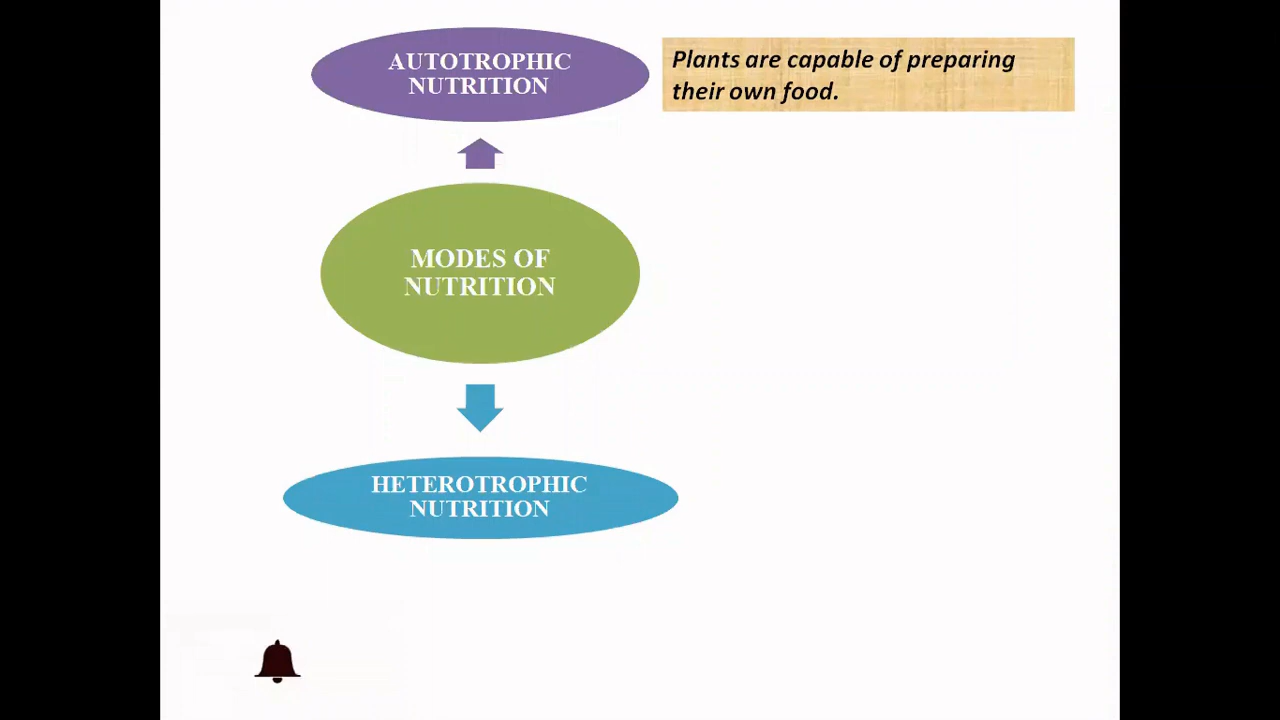 AUTOTROPHIC
NUTRITION
Plants are capable of preparing
their own food.
MODES OF
NUTRITION
HETEROTROPHIC
NUTRITION